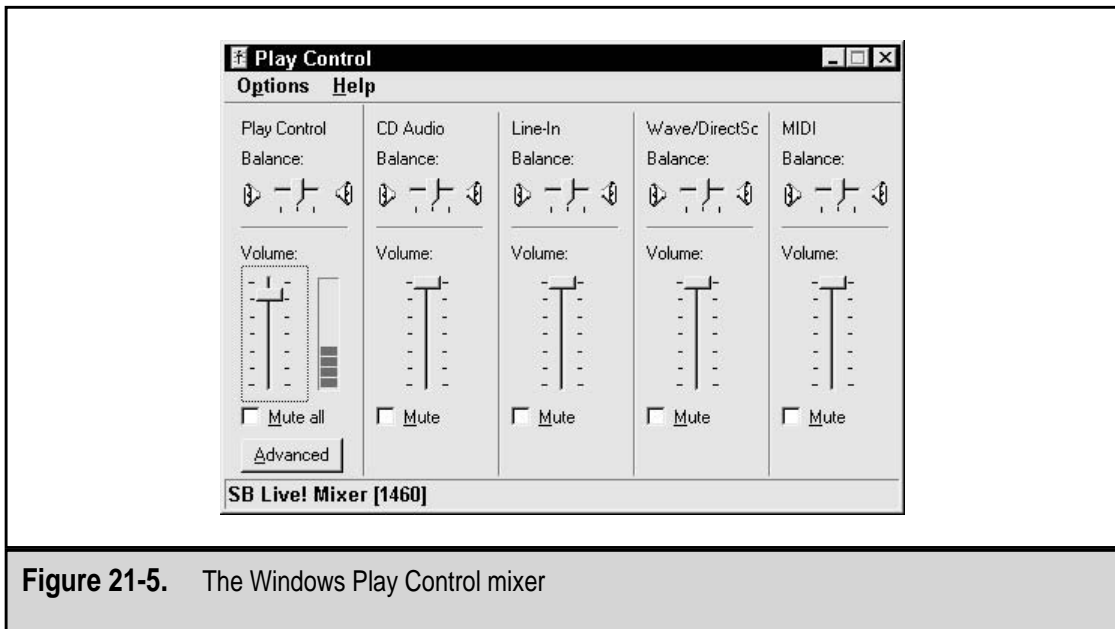 Play Control
Options Help
Play Control CD Audio Line-In Wave/DirectSc MIDI
Balance: Balance: Balance: Balance: Balance:
Volume: Volume: Volume: Volume: Volume:
Mute all Mute Mute Mute Mute
Advanced
SB Live! Mixer [1460]
Figure 21-5. The Windows Play Control mixer